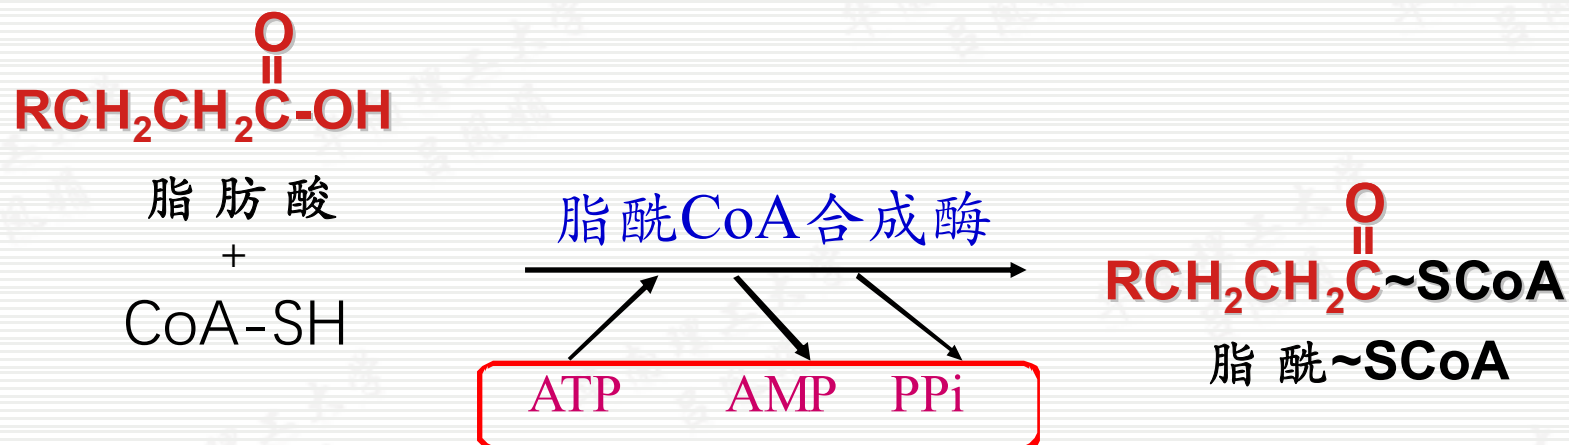 O
||
RCH₂CH₂C-OH
脂 肪 酸
+
CoA-SH
脂酰CoA合成酶
ATP AMP PPi
O
||
RCH₂CH₂C~SCoA
脂 酰~SCoA